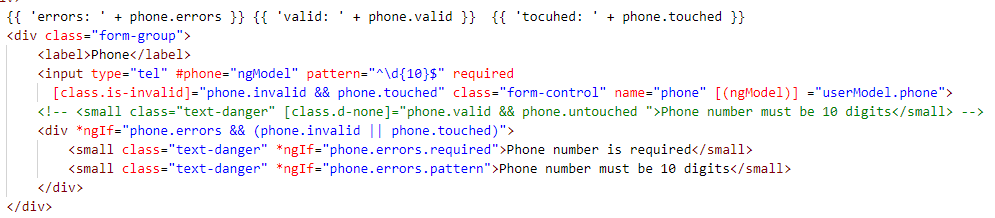 {{ 'errors: ' + phone.errors }} {{ 'valid: ' + phone.valid }}  {{ 'tocuhed: ' + phone.touched }}
<div class="form-group">
<label>Phone</label>
<input type="tel" #phone="ngModel" pattern="^\d{10}$" required
[class.is-invalid]="phone.invalid && phone.touched" class="form-control" name="phone" [(ngModel)] ="userModel.phone">
<!-- <small class="text-danger" [class.d-none]="phone.valid && phone.untouched ">Phone number must be 10 digits</small> -->
<div *ngIf="phone.errors && (phone.invalid || phone.touched)">
<small class="text-danger" *ngIf="phone.errors.required">Phone number is required</small>
<small class="text-danger" *ngIf="phone.errors.pattern">Phone number must be 10 digits</small>
</div>
</div>